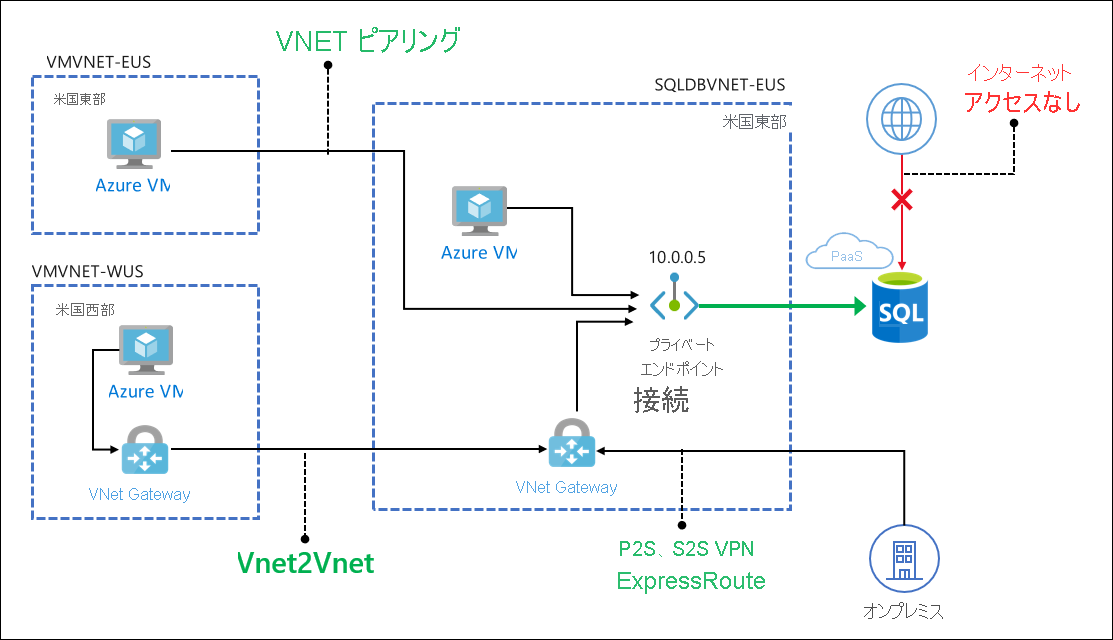 VNET ピアリング
VMVNET-EUS
米国東部
Azure VM
SQLDBVNET-EUS
米国東部
Azure VM
10.0.0.5
プライベート
エンドポイント
接続
インターネット
アクセスなし
PaaS
SQL
VMVNET-WUS
米国西部
Azure VM
VNet Gateway
VNet Gateway
Vnet2Vnet
P2S、S2S VPN
ExpressRoute
オンプレミス